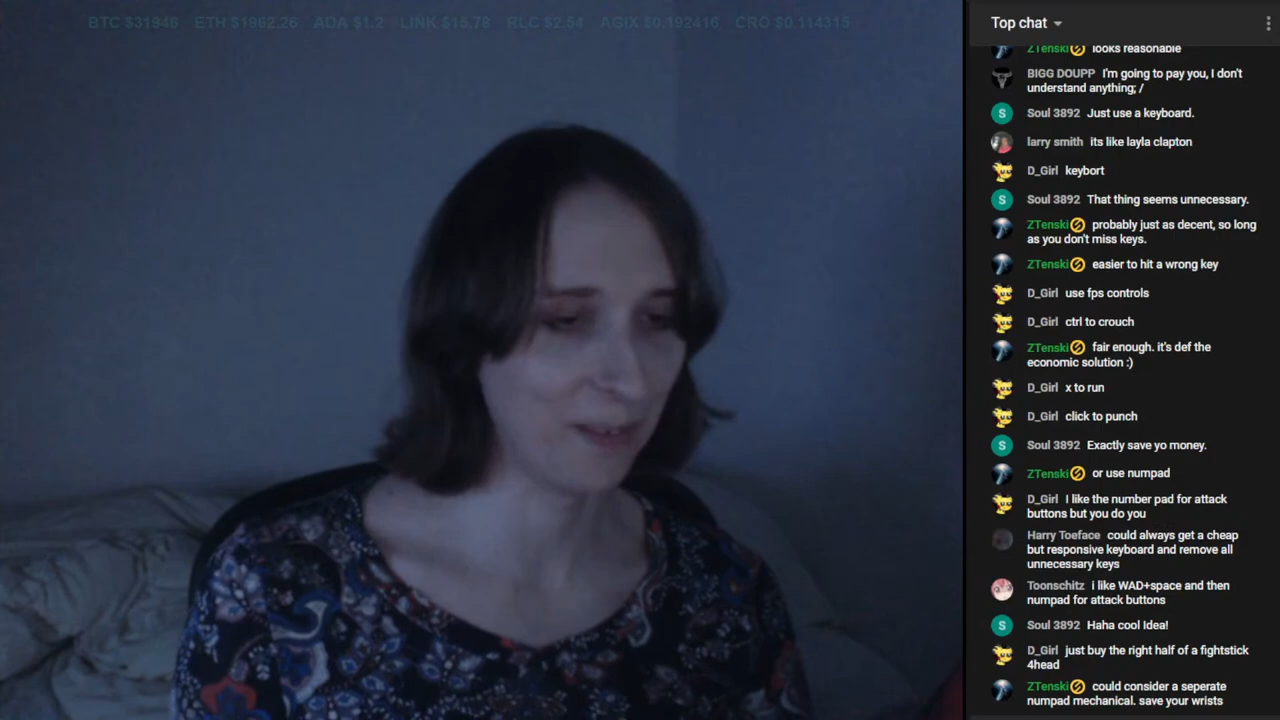 BTC $31946 ETH $1962.26 ADA $1.2 LINK $15.78 RLC $2.54 AGIX $0.192416 CRO $0.114315
Top chat
ZTenski looks reasonable
BIGG DOUPP I'm going to pay you, I don't
understand anything; /
S Soul 3892 Just use a keyboard.
larry smith its like layla clapton
D_Girl keybort
S Soul 3892 That thing seems unnecessary.
ZTenski probably just as decent, so long
as you don't miss keys.
ZTenski easier to hit a wrong key
D_Girl use fps controls
D_Girl ctrl to crouch
ZTenski fair enough. it's def the
economic solution :)
D_Girl x to run
D_Girl click to punch
S Soul 3892 Exactly save yo money.
ZTenski or use numpad
D_Girl I like the number pad for attack
buttons but you do you
Harry Toeface could always get a cheap
but responsive keyboard and remove all
unnecessary keys
Toonschitz i like WAD+space and then
numpad for attack buttons
S Soul 3892 Haha cool Idea!
D_Girl just buy the right half of a fightstick
4head
ZTenski could consider a seperate
numpad mechanical. save your wrists